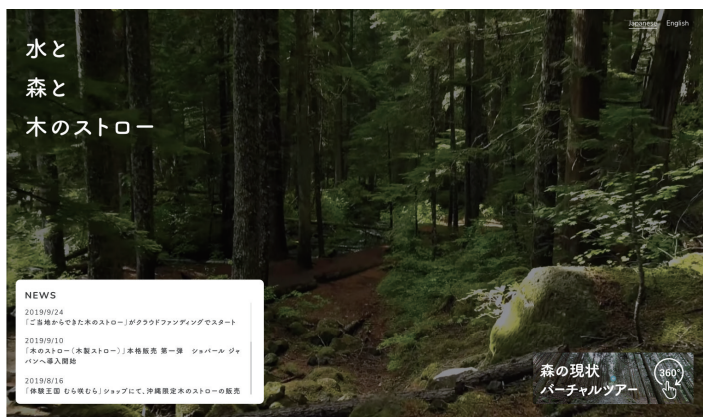 Japanese English
水と
森と
木のストロー
NEWS
2019/9/24
「ご当地からできた木のストロー」がクラウドファンディングでスタート
2019/9/10
「木のストロー(木製ストロー)」本格販売 第一弾　ショパール ジャ
パンへ導入開始
2019/8/16
「体験王国 むら咲むら」ショップにて、沖縄限定木のストローの販売
森の現状
バーチャルツアー
360°